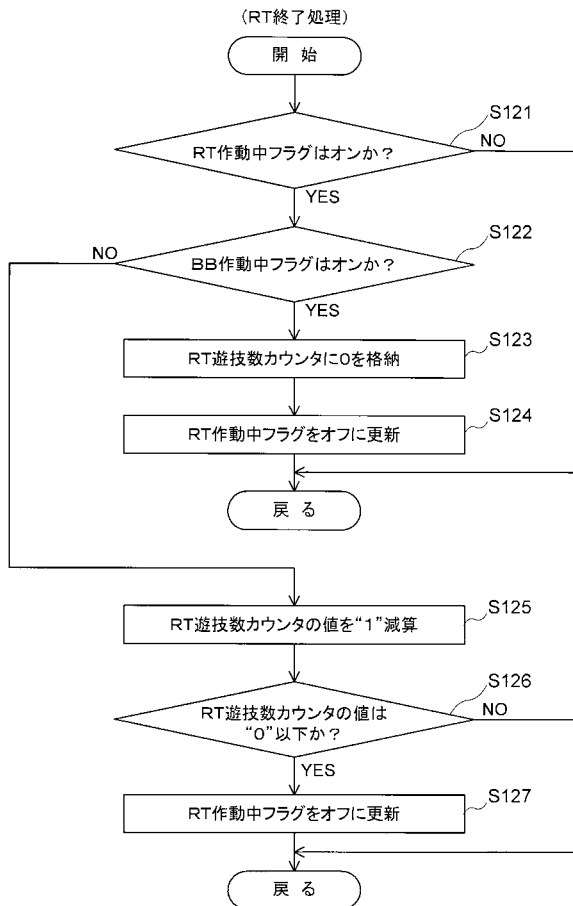 (RT終了処理)
開 始
S121
RT作動中フラグはオンか？
NO
YES
S122
NO
BB作動中フラグはオンか？
YES
S123
RT遊技数カウンタに0を格納
S124
RT作動中フラグをオフに更新
戻 る
S125
RT遊技数カウンタの値を“1”減算
S126
RT遊技数カウンタの値は
“0”以下か？
NO
YES
S127
RT作動中フラグをオフに更新
戻 る